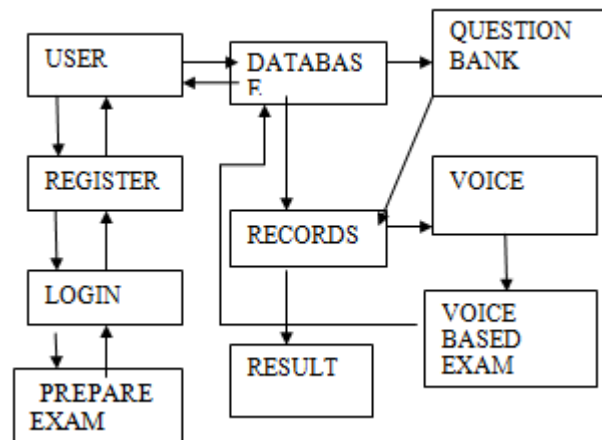 USER
DATABAS
E
QUESTION
BANK
REGISTER
VOICE
RECORDS
LOGIN
VOICE
BASED
EXAM
RESULT
PREPARE
EXAM